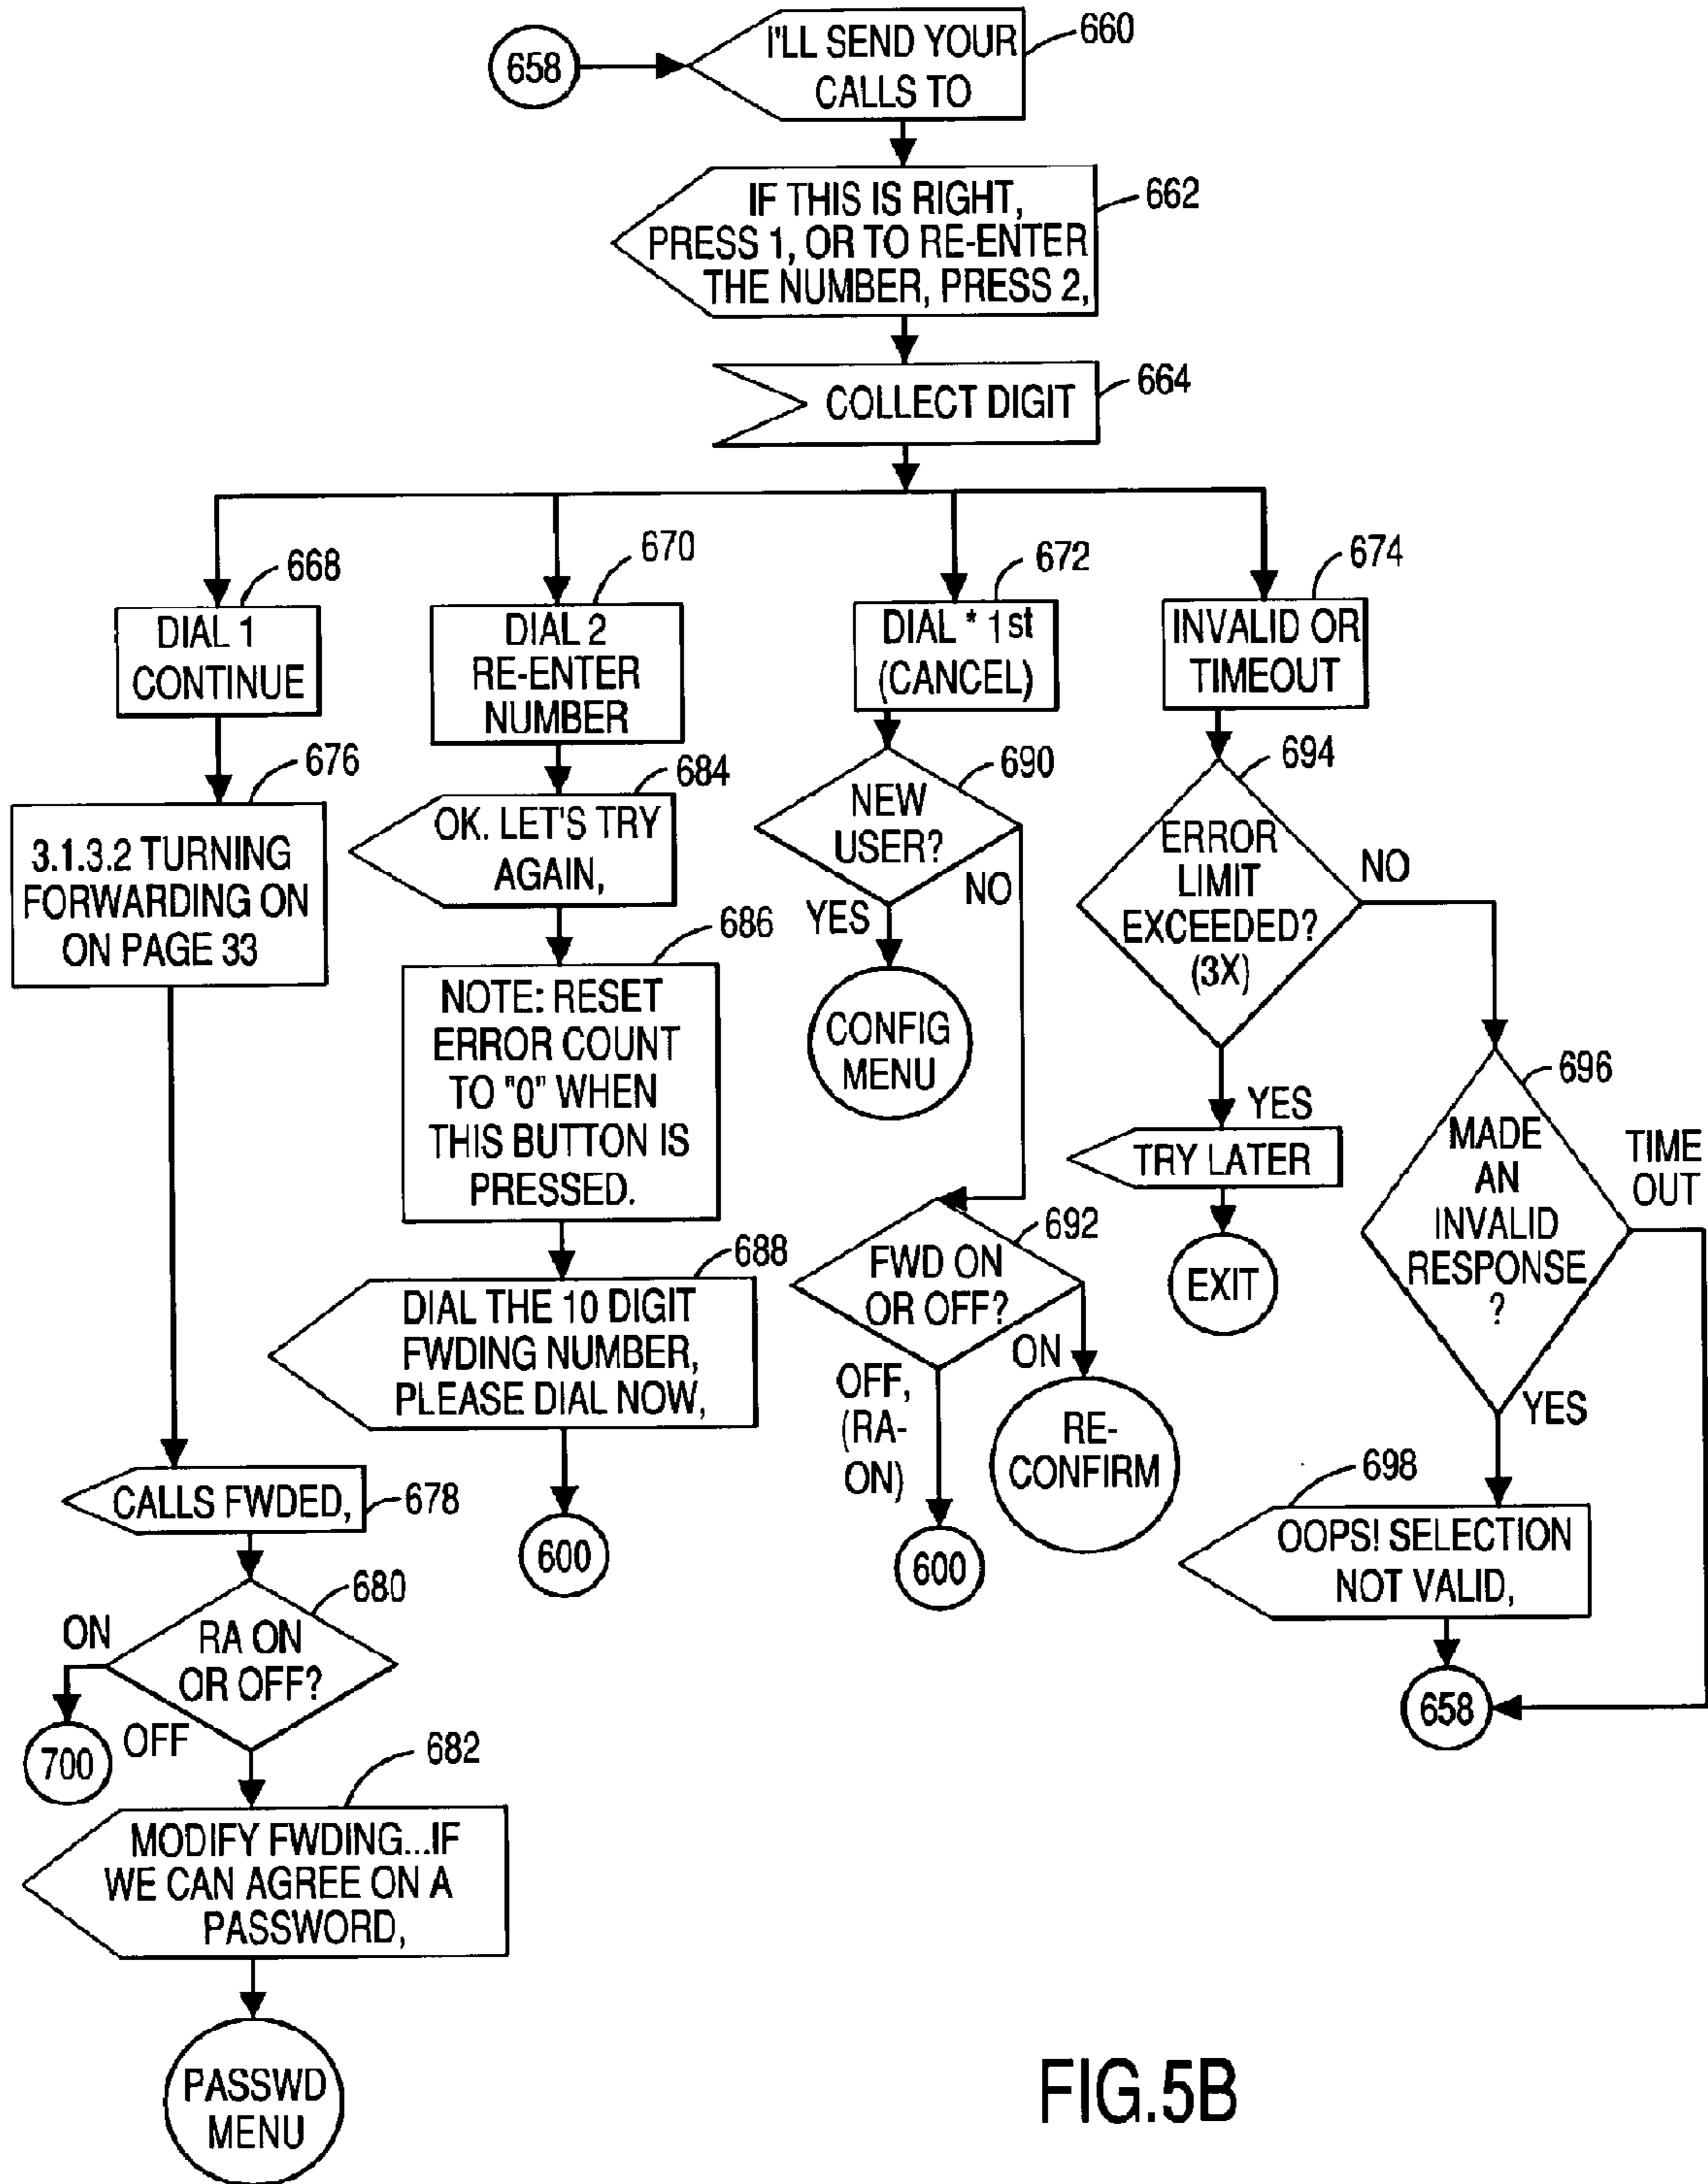 658
I'LL SEND YOUR
CALLS TO
660
IF THIS IS RIGHT,
PRESS 1, OR TO RE-ENTER
THE NUMBER, PRESS 2,
662
COLLECT DIGIT
664
668
DIAL 1
CONTINUE
670
DIAL 2
RE-ENTER
NUMBER
672
DIAL * 1st
(CANCEL)
674
INVALID OR
TIMEOUT
676
3.1.3.2 TURNING
FORWARDING ON
ON PAGE 33
684
OK. LET'S TRY
AGAIN,
690
NEW
USER?
YES
NO
694
ERROR
LIMIT
EXCEEDED?
(3X)
NO
YES
686
NOTE: RESET
ERROR COUNT
TO "0" WHEN
THIS BUTTON IS
PRESSED.
CONFIG
MENU
TRY LATER
EXIT
696
MADE
AN
INVALID
RESPONSE
?
TIME
OUT
YES
688
DIAL THE 10 DIGIT
FWDING NUMBER,
PLEASE DIAL NOW,
600
692
FWD ON
OR OFF?
OFF,
(RA-
ON)
ON
RE-
CONFIRM
600
698
OOPS! SELECTION
NOT VALID,
658
CALLS FWDED,
678
680
RA ON
OR OFF?
ON
OFF
700
682
MODIFY FWDING...IF
WE CAN AGREE ON A
PASSWORD,
PASSWD
MENU
FIG.5B